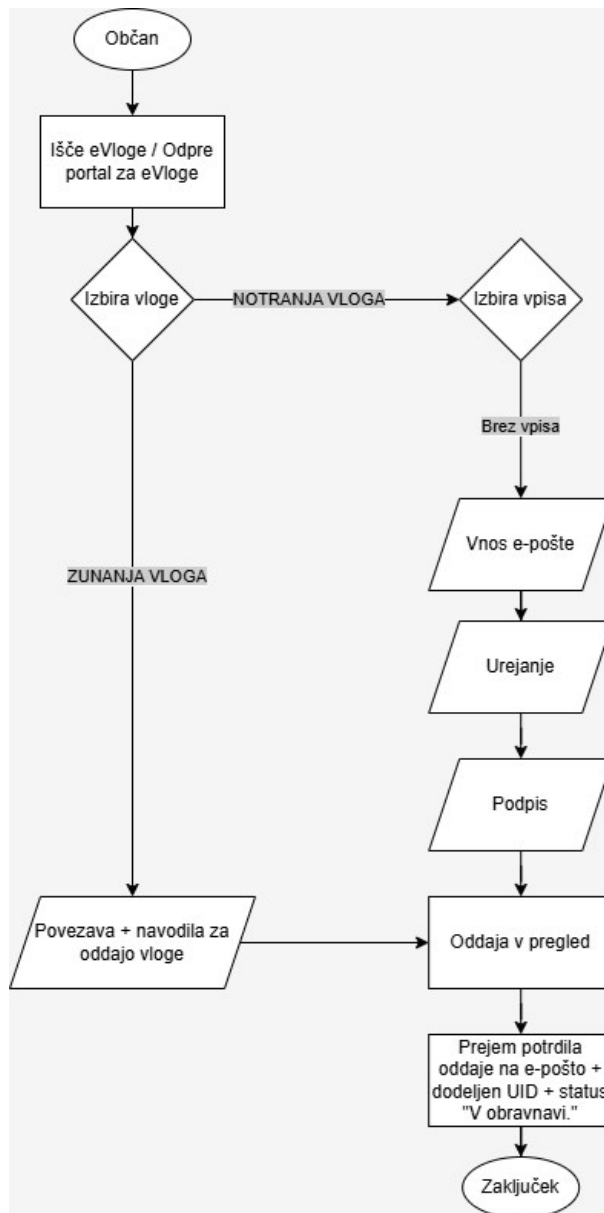 Občan
Išče eVloge / Odpre
portal za eVloge
Izbira vloge
NOTRANJA VLOGA
Izbira vpisa
Brez vpisa
Vnos e-pošte
ZUNANJA VLOGA
Urejanje
Podpis
Povezava + navodila za
oddajo vloge
Oddaja v pregled
Prejem potrdila
oddaje na e-pošto +
dodeljen UID + status
"V obravnavi."
Zaključek